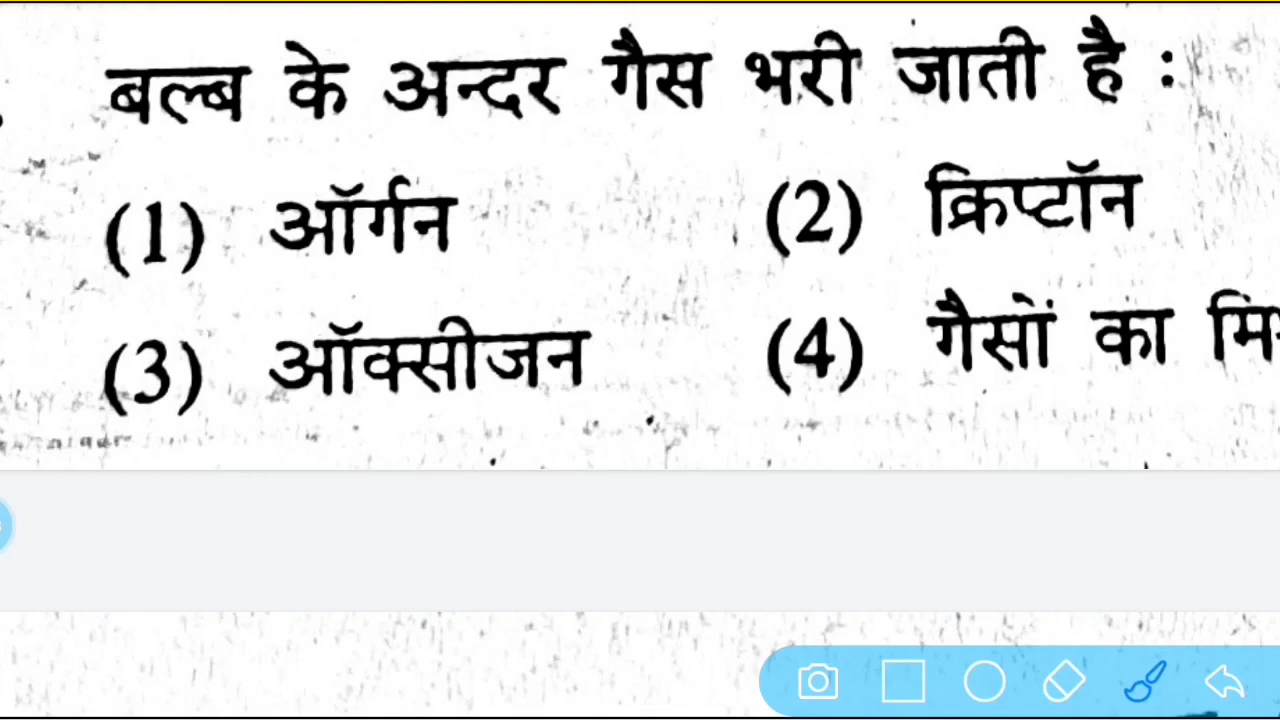 बल्ब के अन्दर गैस भरी जाती है :
(1) ऑर्गन (2) क्रिप्टॉन
(3) ऑक्सीजन (4) गैसों का